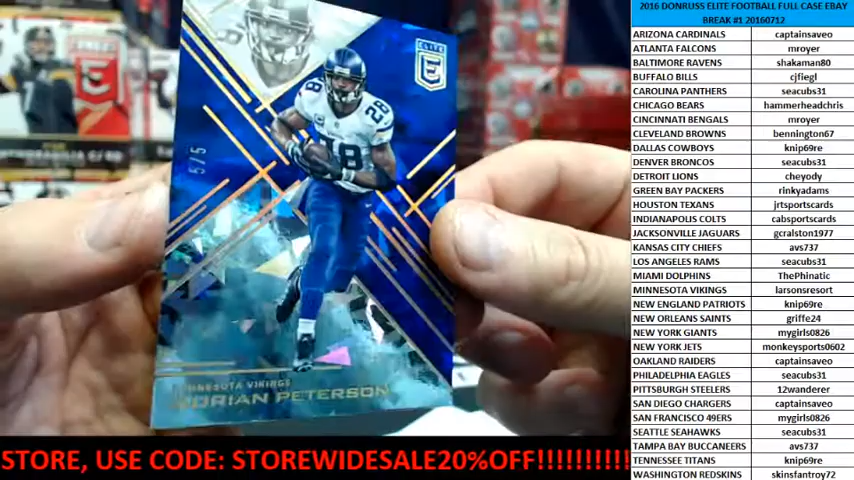 2016 DONRUSS ELITE FOOTBALL FULL CASE EBAY
BREAK #1 20160712
ARIZONA CARDINALS captainsaveo
ATLANTA FALCONS mroyer
BALTIMORE RAVENS shakaman80
BUFFALO BILLS cjfiegl
CAROLINA PANTHERS seacubs31
CHICAGO BEARS hammerheadchris
CINCINNATI BENGALS mroyer
CLEVELAND BROWNS bennington67
DALLAS COWBOYS knip69re
DENVER BRONCOS seacubs31
DETROIT LIONS cheyody
GREEN BAY PACKERS rinkyadams
HOUSTON TEXANS jrtsportscards
INDIANAPOLIS COLTS cabsportscards
JACKSONVILLE JAGUARS gcralston1977
KANSAS CITY CHIEFS avs737
LOS ANGELES RAMS seacubs31
MIAMI DOLPHINS ThePhinatic
MINNESOTA VIKINGS larsonsresort
NEW ENGLAND PATRIOTS knip69re
NEW ORLEANS SAINTS griffe24
NEW YORK GIANTS mygirls0826
NEW YORK JETS monkeysports0602
OAKLAND RAIDERS captainsaveo
PHILADELPHIA EAGLES seacubs31
PITTSBURGH STEELERS 12wanderer
SAN DIEGO CHARGERS captainsaveo
SAN FRANCISCO 49ERS mygirls0826
SEATTLE SEAHAWKS seacubs31
TAMPA BAY BUCCANEERS avs737
TENNESSEE TITANS knip69re
WASHINGTON REDSKINS skinsfantroy72
ELITE
E
28
5/5
MINNESOTA VIKINGS
ADRIAN PETERSON
STORE, USE CODE: STOREWIDESALE20%OFF!!!!!!!!!!